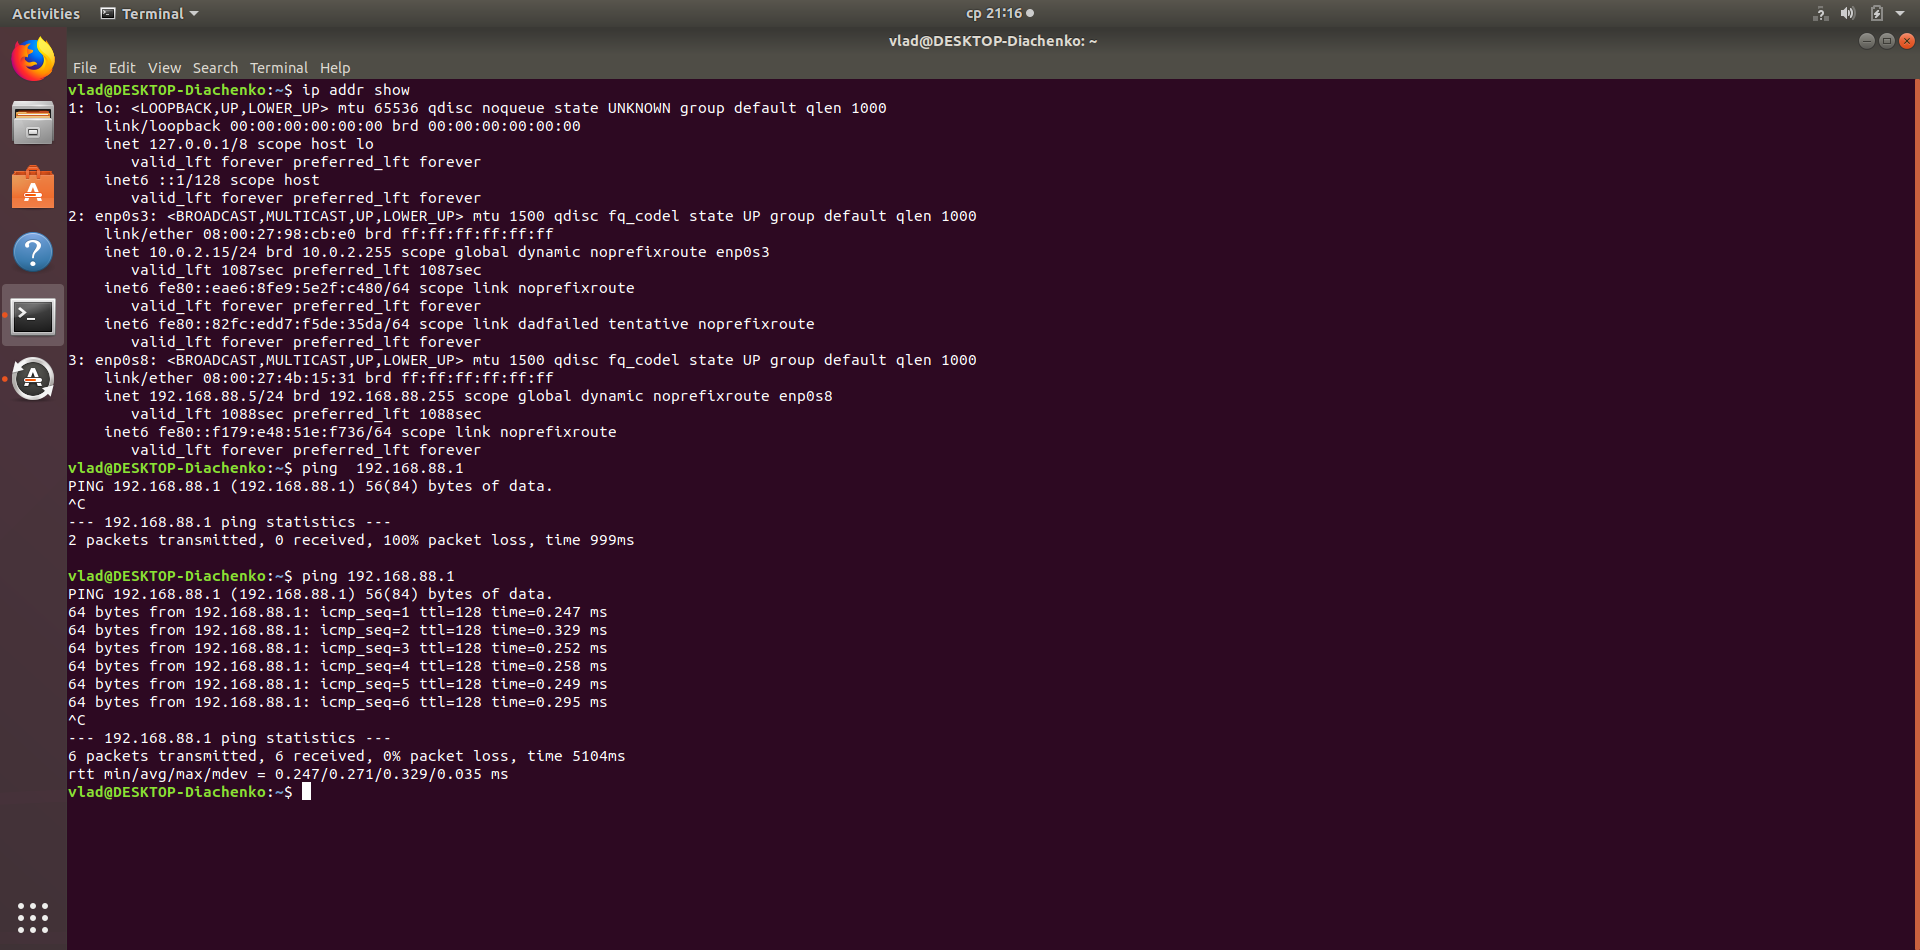 Activities Terminal ср 21:16
vlad@DESKTOP-Diachenko: ~
File Edit View Search Terminal Help
vlad@DESKTOP-Diachenko:~$ ip addr show
1: lo: <LOOPBACK,UP,LOWER_UP> mtu 65536 qdisc noqueue state UNKNOWN group default qlen 1000
    link/loopback 00:00:00:00:00:00 brd 00:00:00:00:00:00
    inet 127.0.0.1/8 scope host lo
       valid_lft forever preferred_lft forever
    inet6 ::1/128 scope host
       valid_lft forever preferred_lft forever
2: enp0s3: <BROADCAST,MULTICAST,UP,LOWER_UP> mtu 1500 qdisc fq_codel state UP group default qlen 1000
    link/ether 08:00:27:98:cb:e0 brd ff:ff:ff:ff:ff:ff
    inet 10.0.2.15/24 brd 10.0.2.255 scope global dynamic noprefixroute enp0s3
       valid_lft 1087sec preferred_lft 1087sec
    inet6 fe80::eae6:8fe9:5e2f:c480/64 scope link noprefixroute
       valid_lft forever preferred_lft forever
    inet6 fe80::82fc:edd7:f5de:35da/64 scope link dadfailed tentative noprefixroute
       valid_lft forever preferred_lft forever
3: enp0s8: <BROADCAST,MULTICAST,UP,LOWER_UP> mtu 1500 qdisc fq_codel state UP group default qlen 1000
    link/ether 08:00:27:4b:15:31 brd ff:ff:ff:ff:ff:ff
    inet 192.168.88.5/24 brd 192.168.88.255 scope global dynamic noprefixroute enp0s8
       valid_lft 1088sec preferred_lft 1088sec
    inet6 fe80::f179:e48:51e:f736/64 scope link noprefixroute
       valid_lft forever preferred_lft forever
vlad@DESKTOP-Diachenko:~$ ping  192.168.88.1
PING 192.168.88.1 (192.168.88.1) 56(84) bytes of data.
^C
--- 192.168.88.1 ping statistics ---
2 packets transmitted, 0 received, 100% packet loss, time 999ms
vlad@DESKTOP-Diachenko:~$ ping 192.168.88.1
PING 192.168.88.1 (192.168.88.1) 56(84) bytes of data.
64 bytes from 192.168.88.1: icmp_seq=1 ttl=128 time=0.247 ms
64 bytes from 192.168.88.1: icmp_seq=2 ttl=128 time=0.329 ms
64 bytes from 192.168.88.1: icmp_seq=3 ttl=128 time=0.252 ms
64 bytes from 192.168.88.1: icmp_seq=4 ttl=128 time=0.258 ms
64 bytes from 192.168.88.1: icmp_seq=5 ttl=128 time=0.249 ms
64 bytes from 192.168.88.1: icmp_seq=6 ttl=128 time=0.295 ms
^C
--- 192.168.88.1 ping statistics ---
6 packets transmitted, 6 received, 0% packet loss, time 5104ms
rtt min/avg/max/mdev = 0.247/0.271/0.329/0.035 ms
vlad@DESKTOP-Diachenko:~$